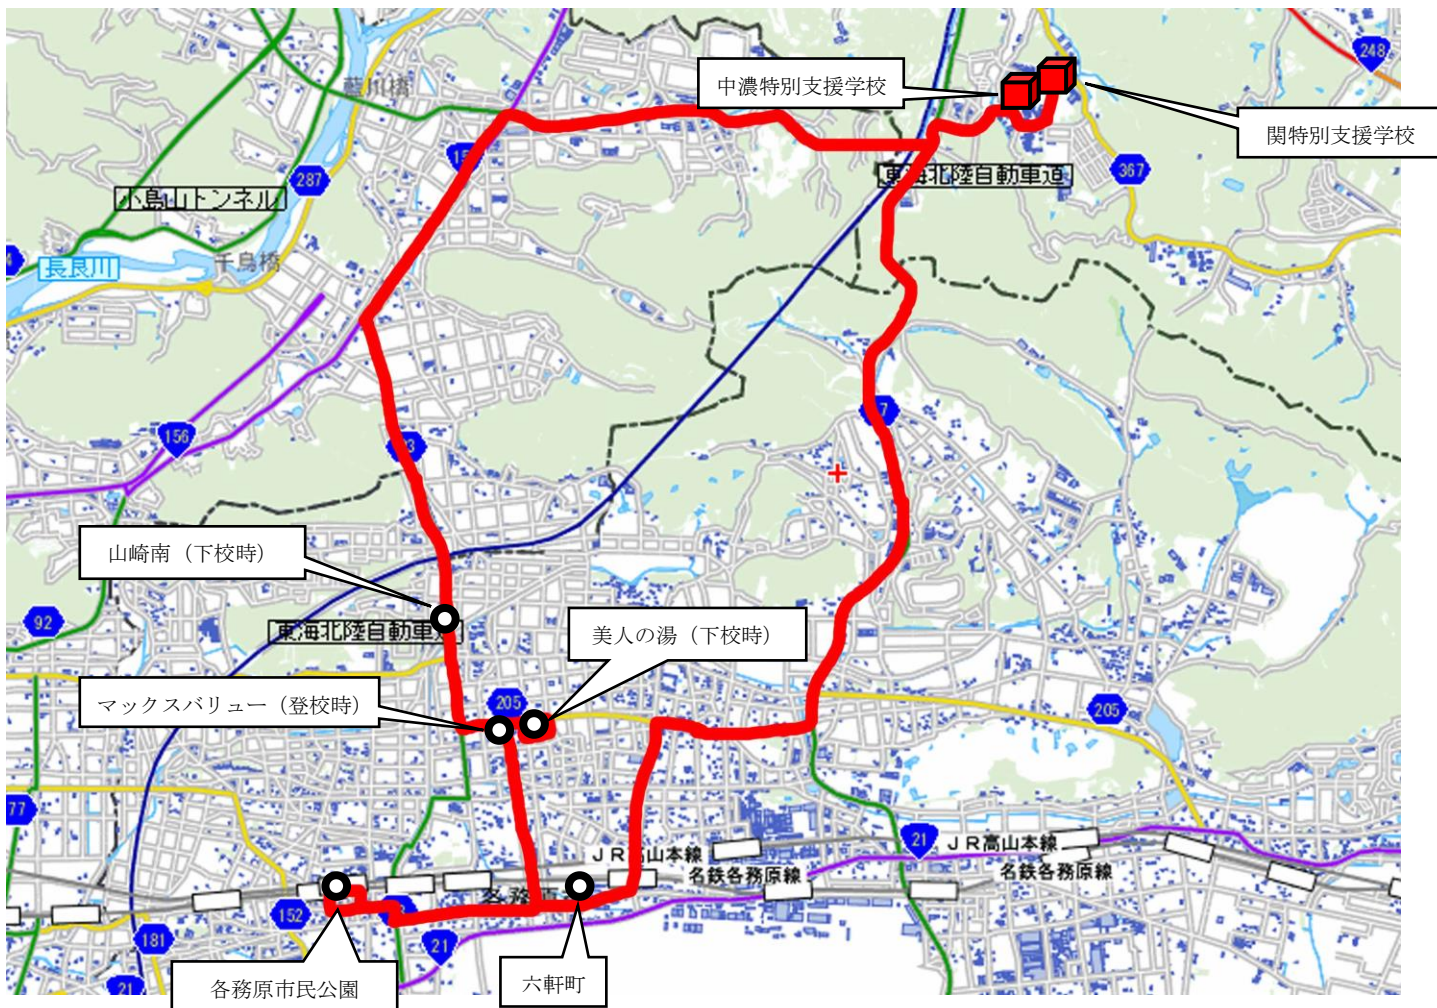 248
藍川橋
中濃特別支援学校
関特別支援学校
15
287
367
小島山トンネル
東海北陸自動車道
千鳥橋
長良川
7
156
山崎南（下校時）
92
東海北陸自動車
美人の湯（下校時）
マックスバリュー（登校時）
205
205
77
21
ＪＲ高山本線
ＪＲ高山本線
名鉄各務原線
名鉄各務原線
各務原
152
181
21
21
各務原市民公園
六軒町